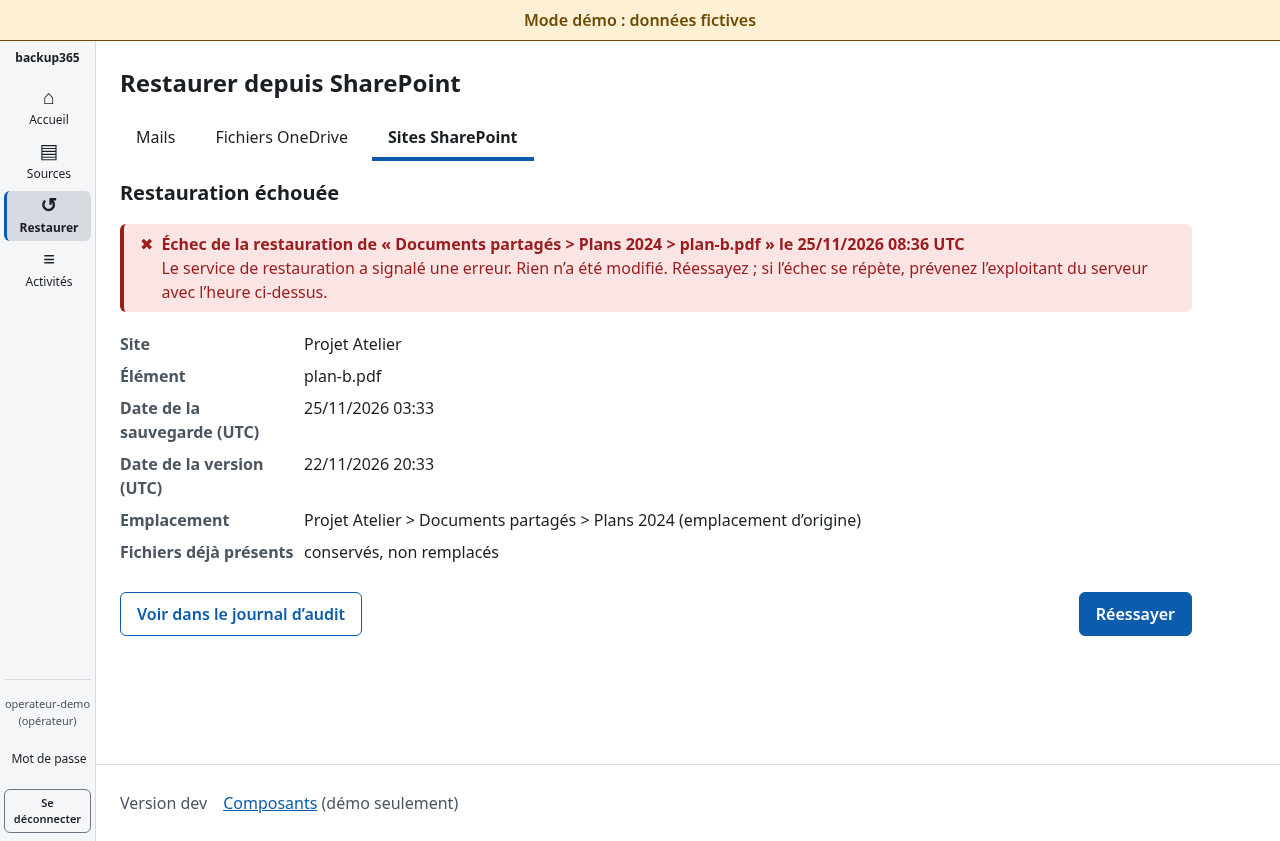 Mode démo : données fictives
backup365
Accueil
Sources
Restaurer
Activités
operateur-demo
(opérateur)
Mot de passe
Se
déconnecter
Restaurer depuis SharePoint
Mails
Fichiers OneDrive
Sites SharePoint
Restauration échouée
✖ Échec de la restauration de « Documents partagés > Plans 2024 > plan-b.pdf » le 25/11/2026 08:36 UTC
Le service de restauration a signalé une erreur. Rien n’a été modifié. Réessayez ; si l’échec se répète, prévenez l’exploitant du serveur
avec l’heure ci-dessus.
Site Projet Atelier
Élément plan-b.pdf
Date de la 25/11/2026 03:33
sauvegarde (UTC)
Date de la version 22/11/2026 20:33
(UTC)
Emplacement Projet Atelier > Documents partagés > Plans 2024 (emplacement d’origine)
Fichiers déjà présents conservés, non remplacés
Voir dans le journal d’audit
Réessayer
Version dev Composants (démo seulement)